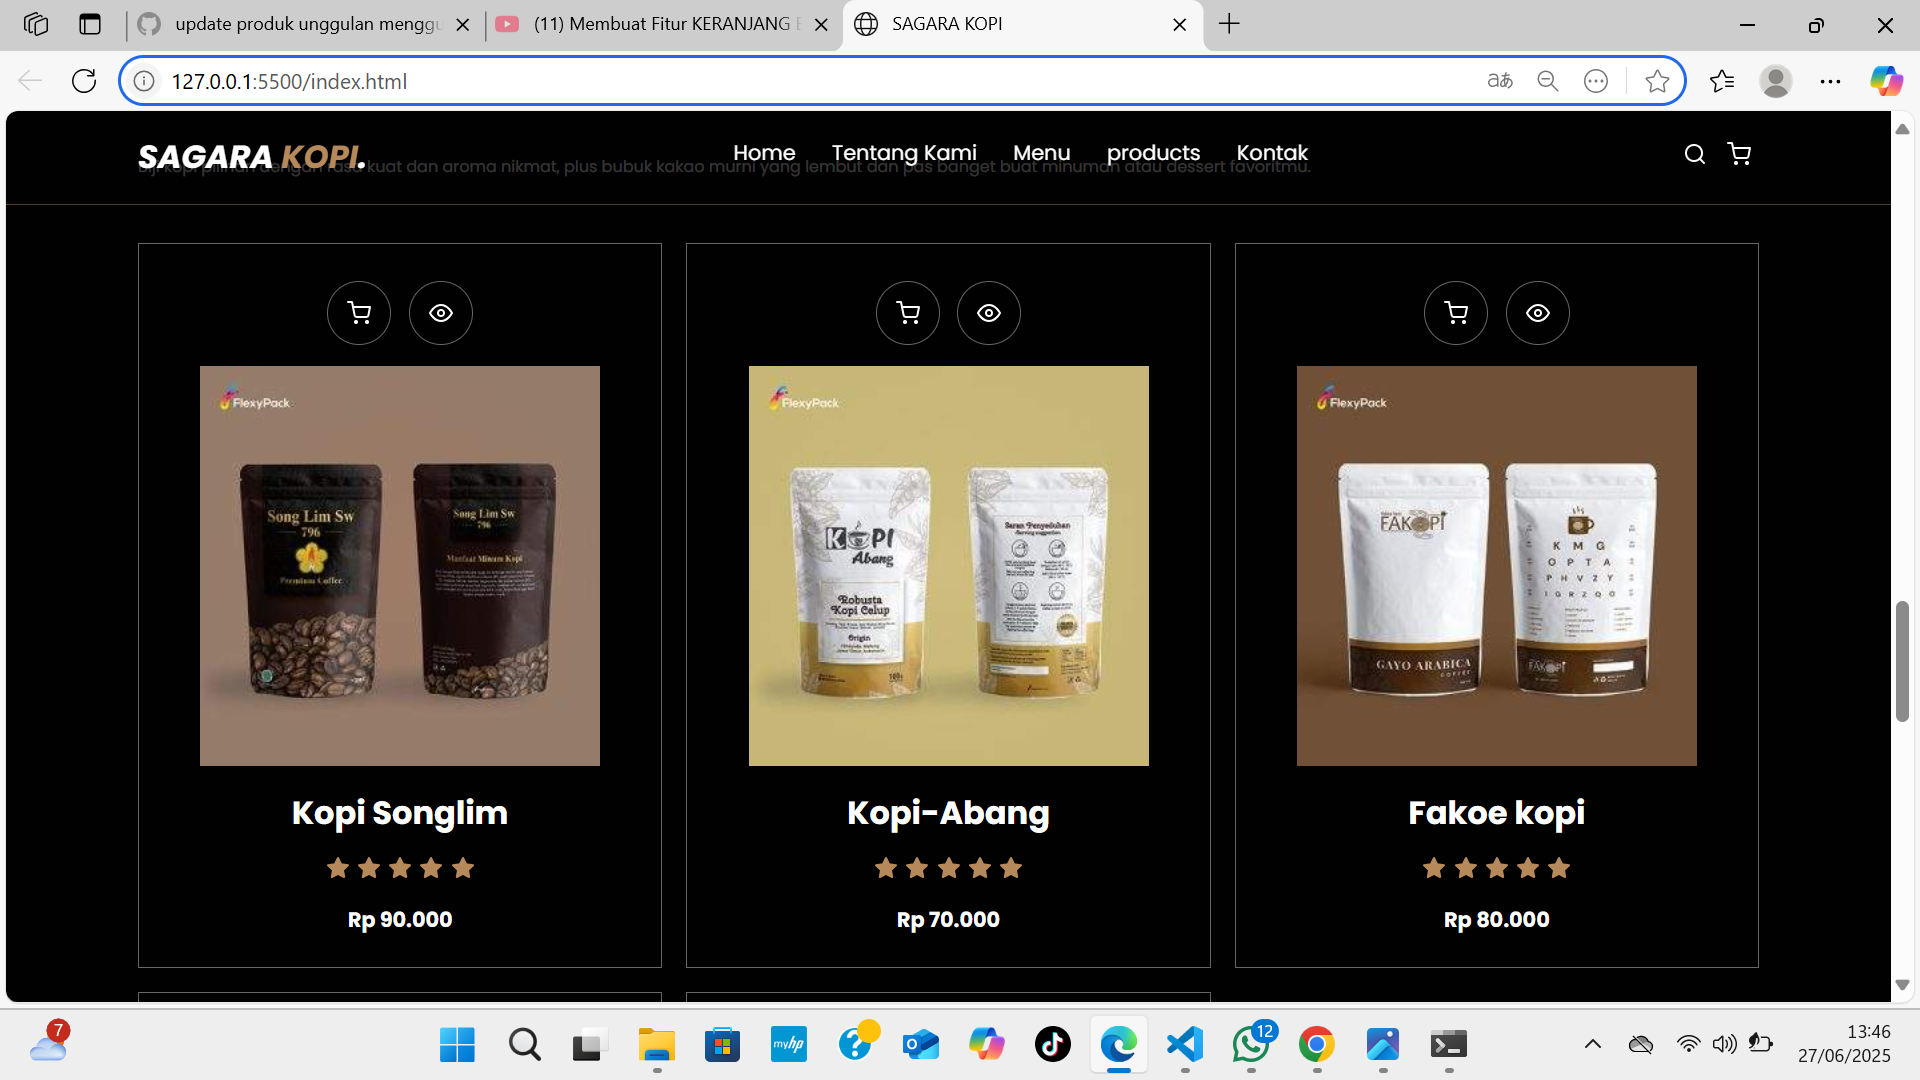 update produk unggulan menggu
(11) Membuat Fitur KERANJANG B
SAGARA KOPI
127.0.0.1:5500/index.html
SAGARA KOPI.
Home
Tentang Kami
Menu
products
Kontak
kuat dan aroma nikmat, plus bubuk kakao murni yang lembut dan pas banget buat minuman atau dessert favoritmu.
FlexyPack
Song Lim Sw
796
Premium Coffee
Song Lim Sw
796
Manfaat Minum Kopi
Kopi Songlim
Rp 90.000
FlexyPack
KOPI
Abang
Robusta
Kopi Celup
Origin
Saran Penyeduhan
Kopi-Abang
Rp 70.000
FlexyPack
FAKOPI
GAYO ARABICA
COFFEE
K M G
O P T A
P H V Z Y
I G R Z Q O
FAKOPI
Fakoe kopi
Rp 80.000
7
myhp
12
13:46
27/06/2025